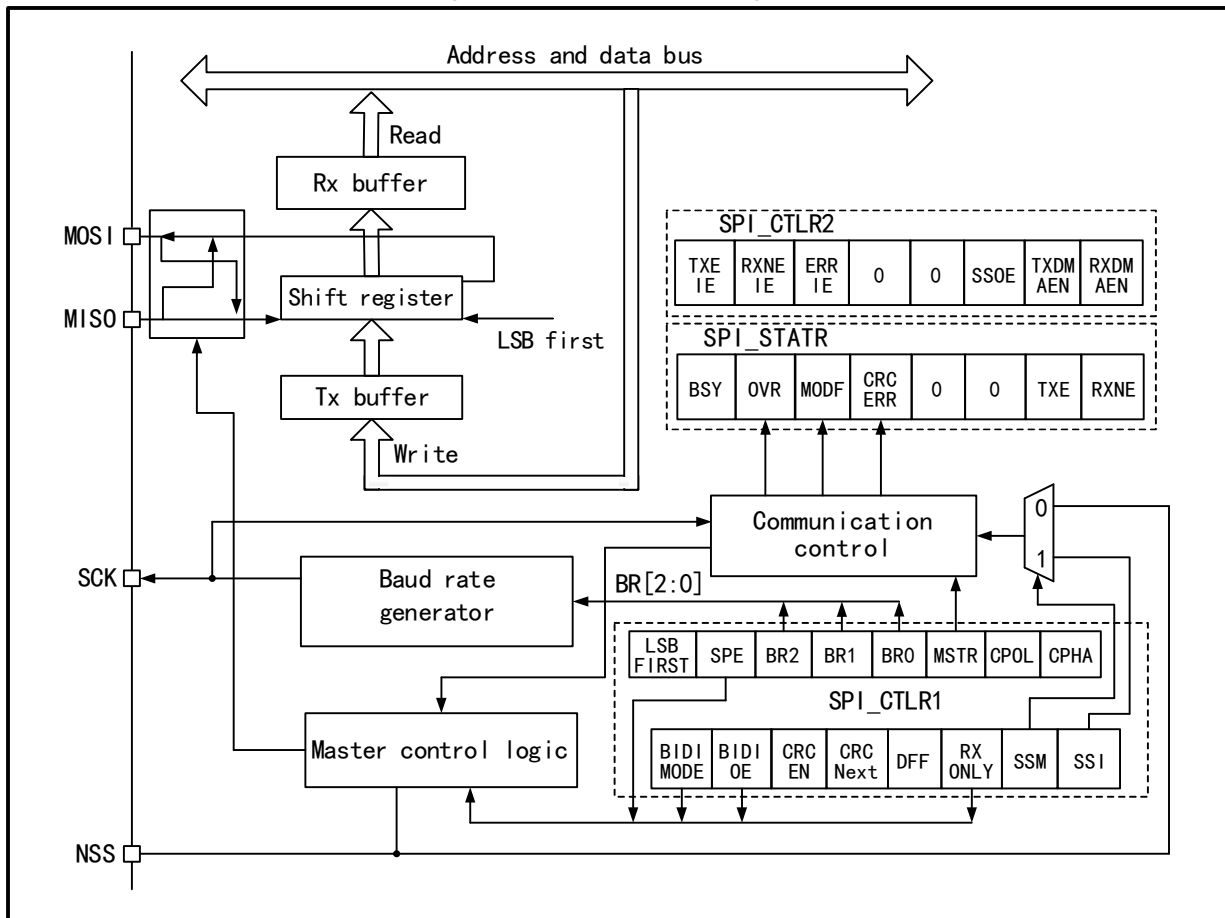 Address and data bus
Read
Rx buffer
MOSI
SPI_CTLR2
TXE
IE
RXNE
IE
ERR
IE
0
0
SSOE
TXDM
AEN
RXDM
AEN
Shift register
MISO
LSB first
SPI_STATR
BSY
OVR
MODF
CRC
ERR
0
0
TXE
RXNE
Tx buffer
Write
Communication
control
0
1
SCK
Baud rate
generator
BR[2:0]
LSB
FIRST
SPE
BR2
BR1
BR0
MSTR
CPOL
CPHA
SPI_CTLR1
Master control logic
BIDI
MODE
BIDI
OE
CRC
EN
CRC
Next
DFF
RX
ONLY
SSM
SSI
NSS